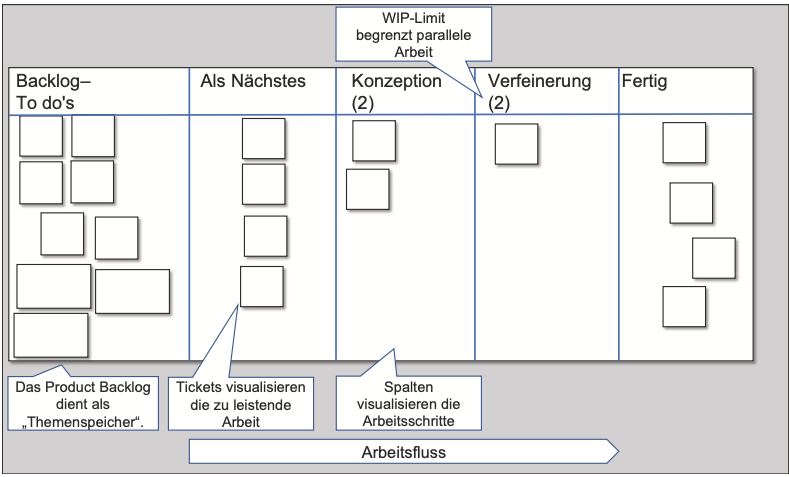 WIP-Limit
begrenzt parallele
Arbeit
Backlog–
To do's
Als Nächstes
Konzeption
(2)
Verfeinerung
(2)
Fertig
Das Product Backlog
dient als
„Themenspeicher“.
Tickets visualisieren
die zu leistende
Arbeit
Spalten
visualisieren die
Arbeitsschritte
Arbeitsfluss